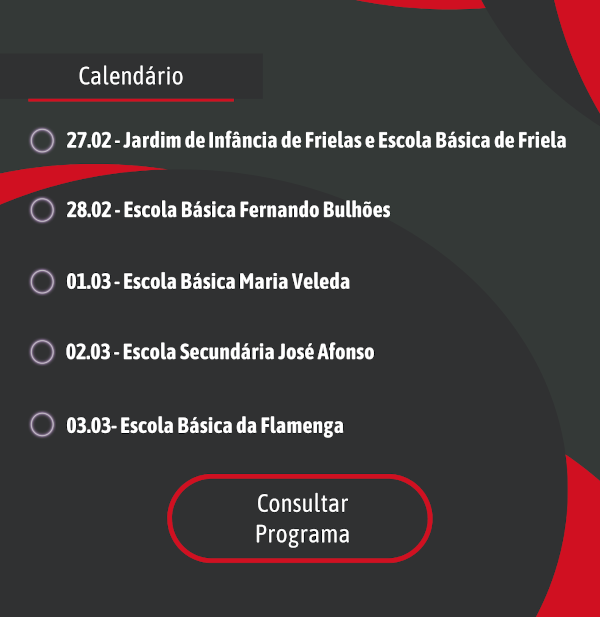 Calendário
27.02 - Jardim de Infância de Frielas e Escola Básica de Friela
28.02 - Escola Básica Fernando Bulhões
01.03 - Escola Básica Maria Veleda
02.03 - Escola Secundária José Afonso
03.03- Escola Básica da Flamenga
Consultar
Programa